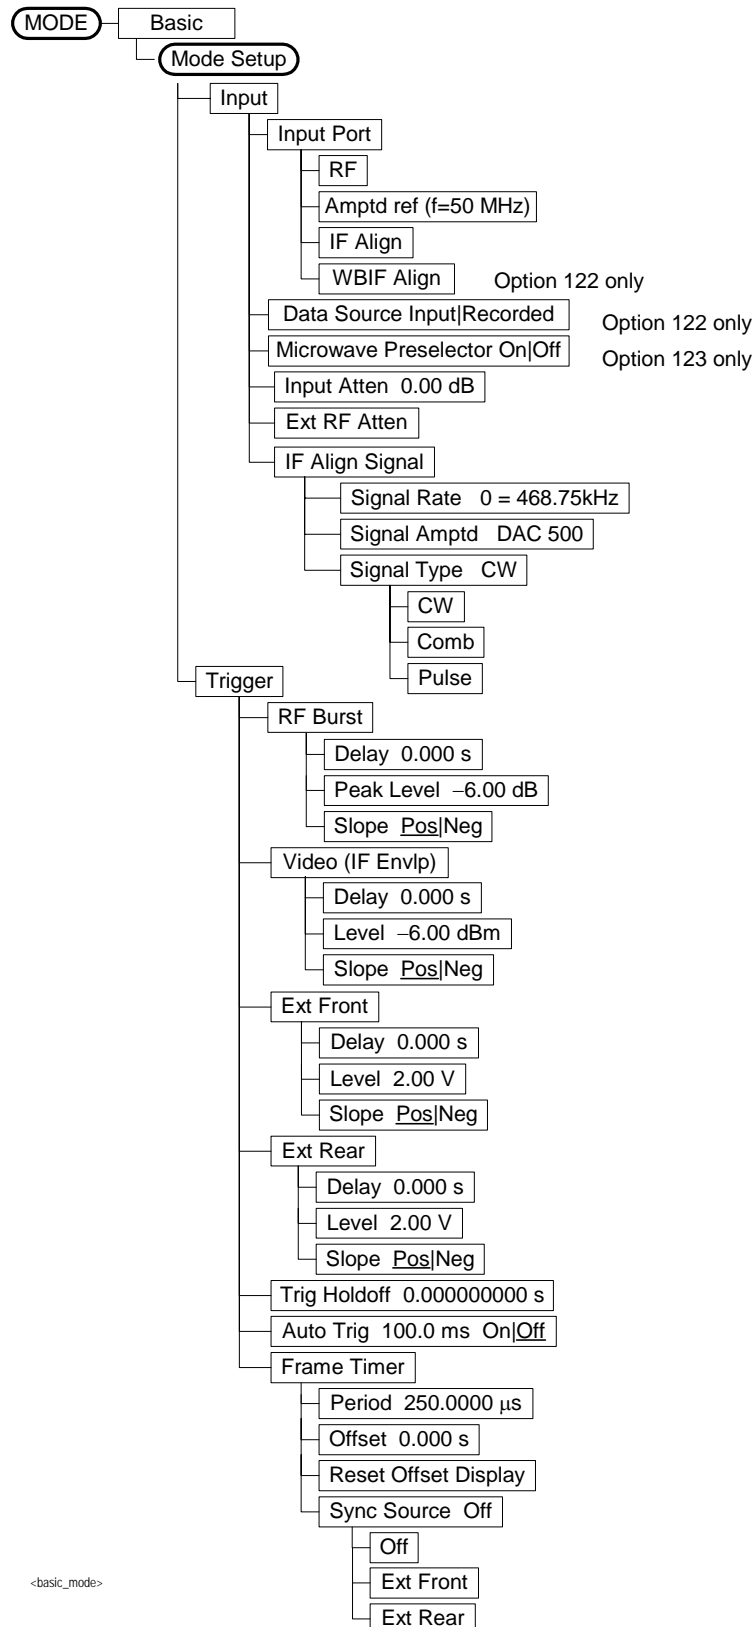 MODE
Basic
Mode Setup
Input
Input Port
RF
Amptd ref (f=50 MHz)
IF Align
WBIF Align
Option 122 only
Data Source Input|Recorded
Option 122 only
Microwave Preselector On|Off
Option 123 only
Input Atten 0.00 dB
Ext RF Atten
IF Align Signal
Signal Rate 0 = 468.75kHz
Signal Amptd DAC 500
Signal Type CW
CW
Comb
Pulse
Trigger
RF Burst
Delay 0.000 s
Peak Level –6.00 dB
Slope Pos|Neg
Video (IF Envlp)
Delay 0.000 s
Level –6.00 dBm
Slope Pos|Neg
Ext Front
Delay 0.000 s
Level 2.00 V
Slope Pos|Neg
Ext Rear
Delay 0.000 s
Level 2.00 V
Slope Pos|Neg
Trig Holdoff 0.000000000 s
Auto Trig 100.0 ms On|Off
Frame Timer
Period 250.0000 μs
Offset 0.000 s
Reset Offset Display
Sync Source Off
Off
Ext Front
Ext Rear
<basic_mode>